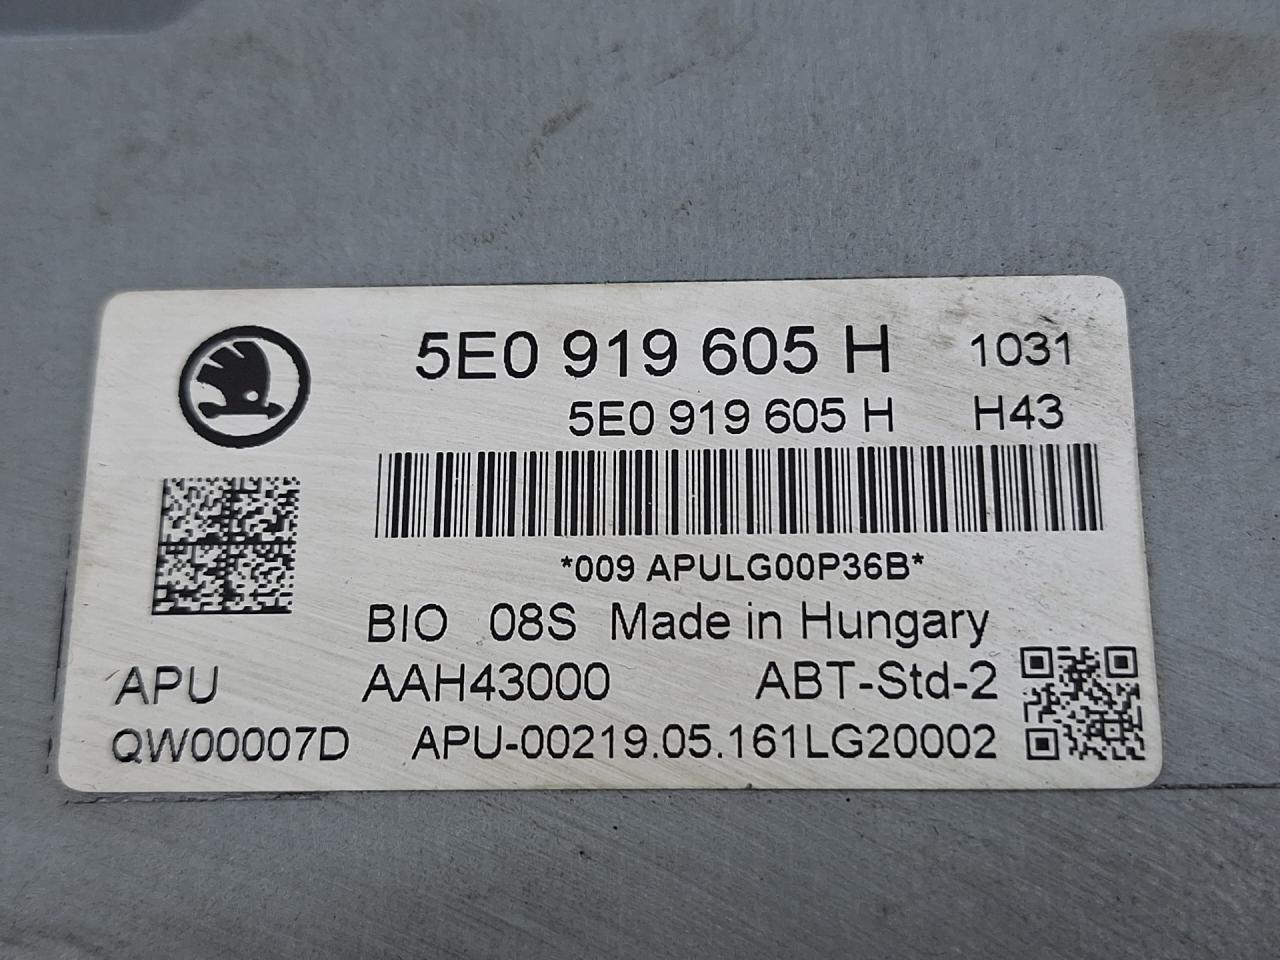 5E0 919 605 H 1031
5E0 919 605 H H43
*009 APULG00P36B*
BIO 08S Made in Hungary
APU AAH43000 ABT-Std-2
QW00007D APU-00219.05.161LG20002